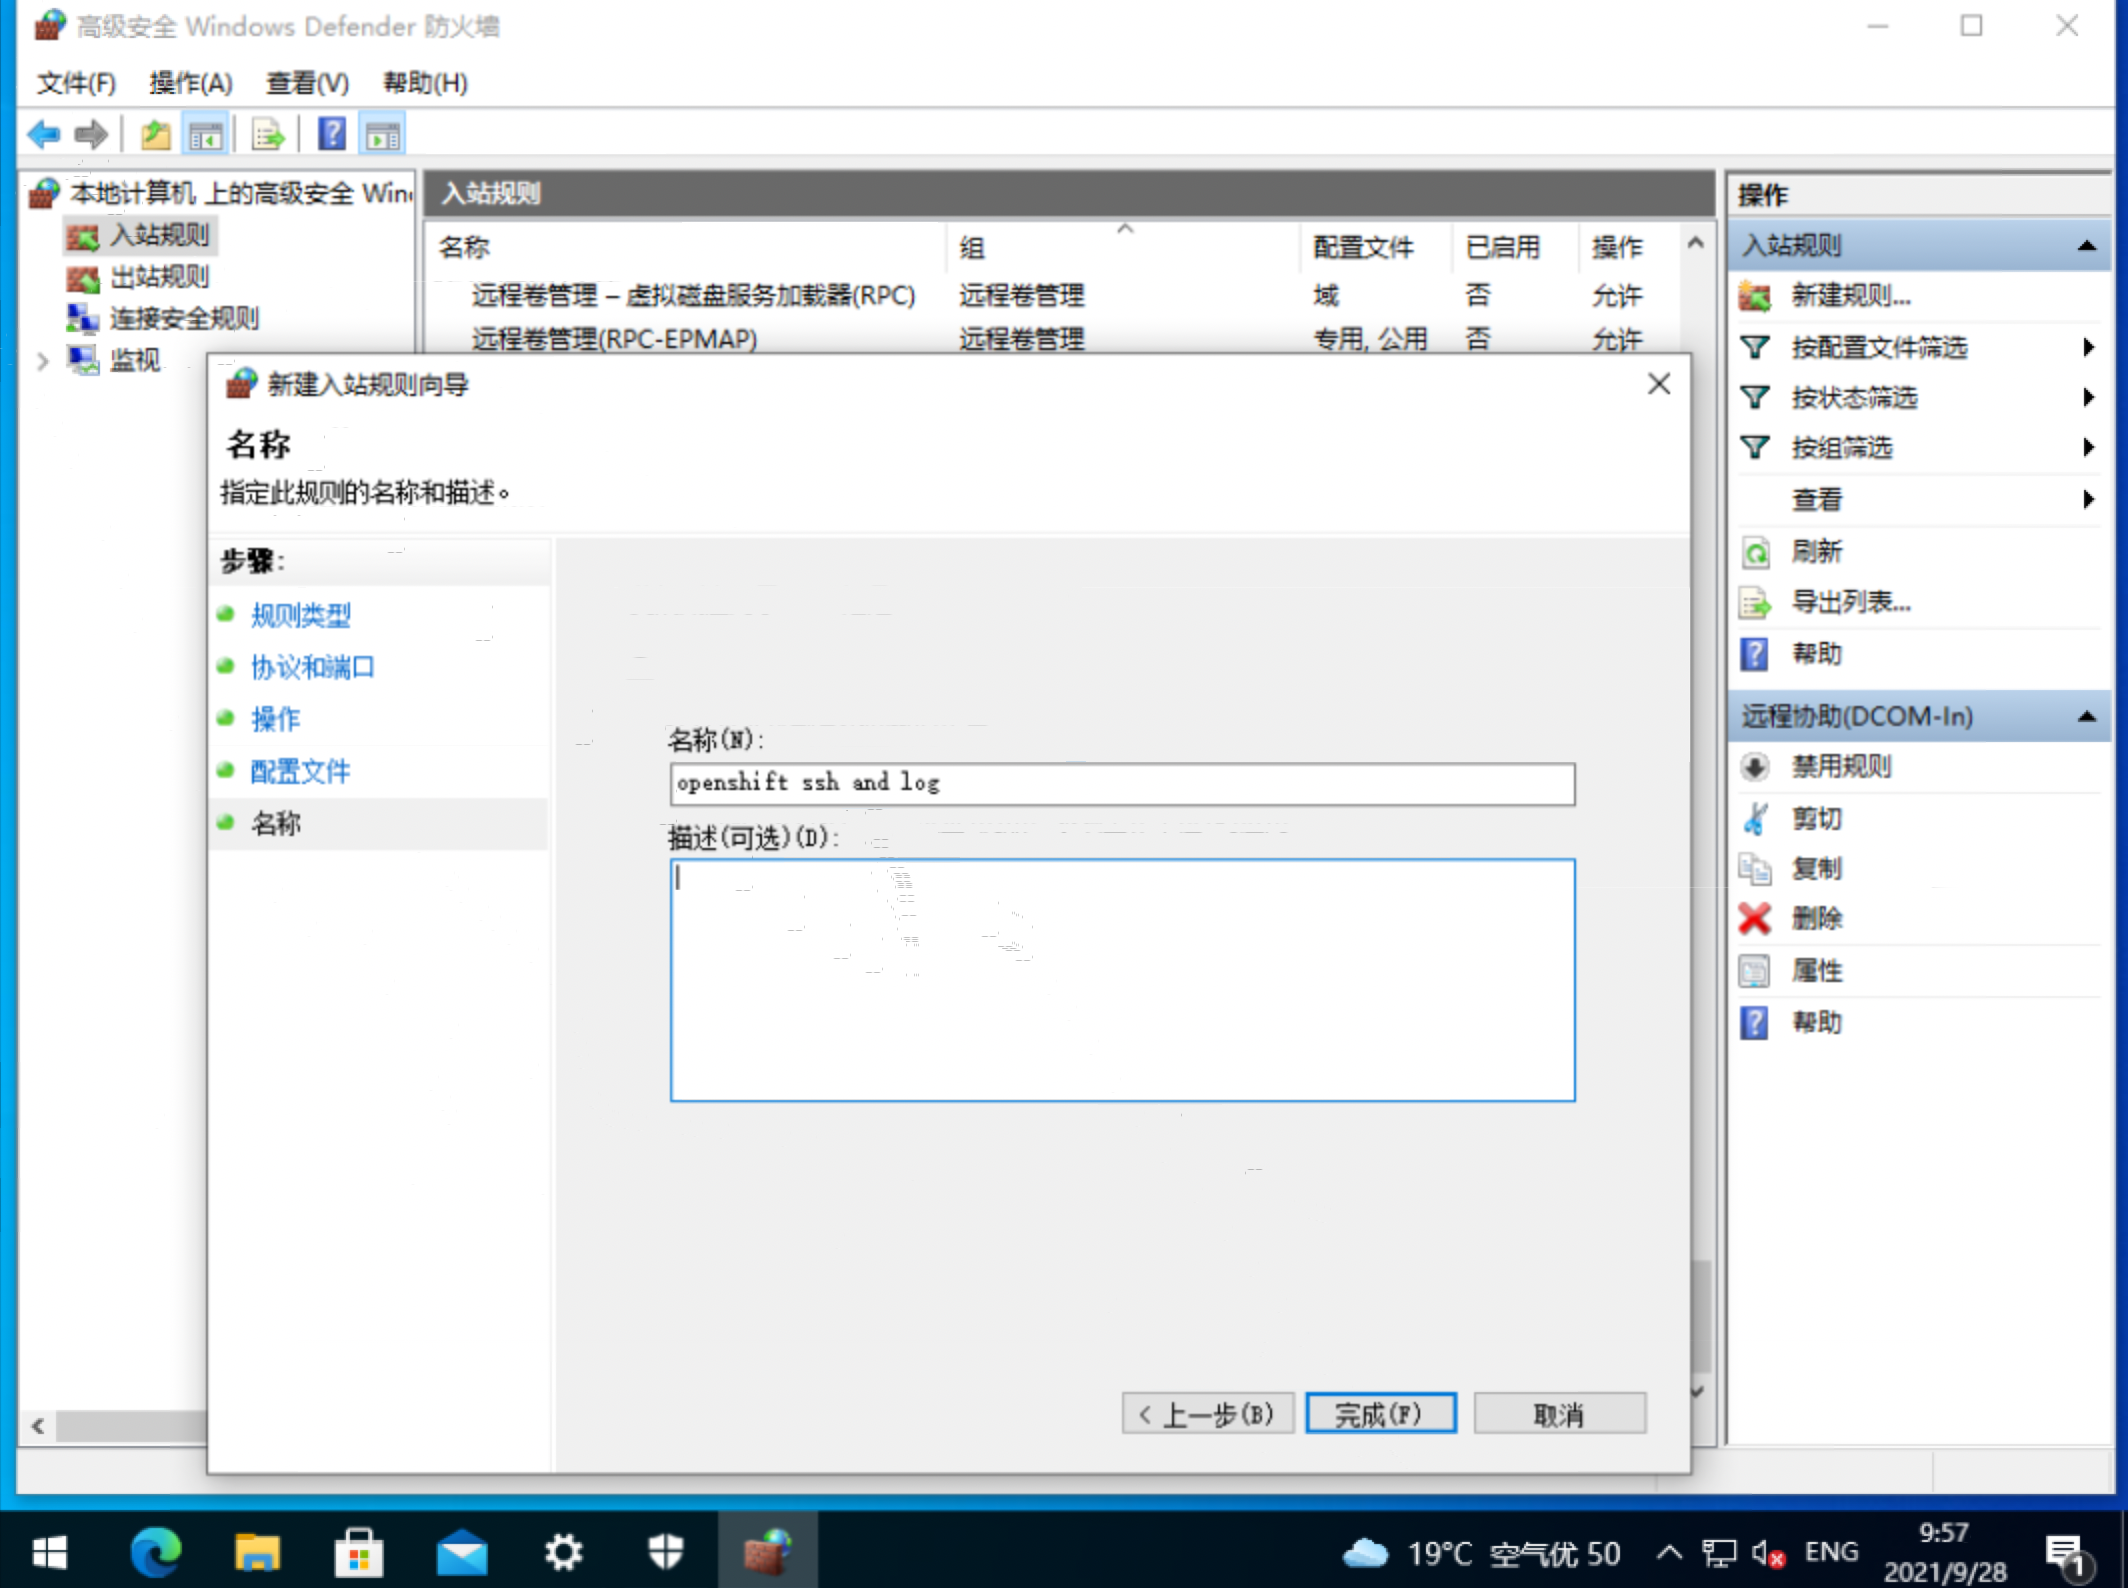 高级安全 Windows Defender 防火墙
文件(F) 操作(A) 查看(V) 帮助(H)
本地计算机 上的高级安全 Win
入站规则
出站规则
连接安全规则
监视
入站规则
名称 组 配置文件 已启用 操作
远程卷管理 – 虚拟磁盘服务加载器(RPC) 远程卷管理 域 否 允许
远程卷管理(RPC-EPMAP) 远程卷管理 专用, 公用 否 允许
新建入站规则向导
名称
指定此规则的名称和描述。
步骤:
规则类型
协议和端口
操作
配置文件
名称
名称(N):
openshift ssh and log
描述(可选)(D):
< 上一步(B) 完成(F) 取消
操作
入站规则
新建规则...
按配置文件筛选
按状态筛选
按组筛选
查看
刷新
导出列表...
帮助
远程协助(DCOM-In)
禁用规则
剪切
复制
删除
属性
帮助
19°C 空气优 50
ENG
9:57
2021/9/28
1